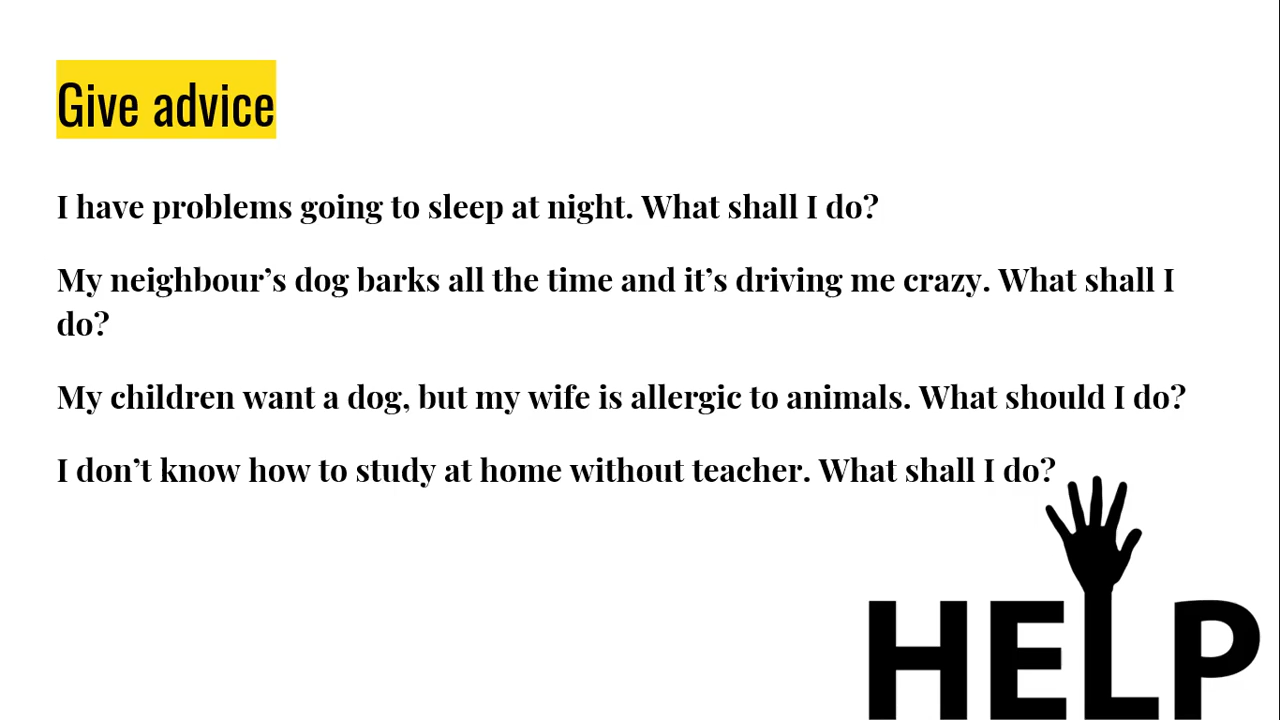 Give advice
I have problems going to sleep at night. What shall I do?
My neighbour’s dog barks all the time and it’s driving me crazy. What shall I
do?
My children want a dog, but my wife is allergic to animals. What should I do?
I don’t know how to study at home without teacher. What shall I do?
HELP